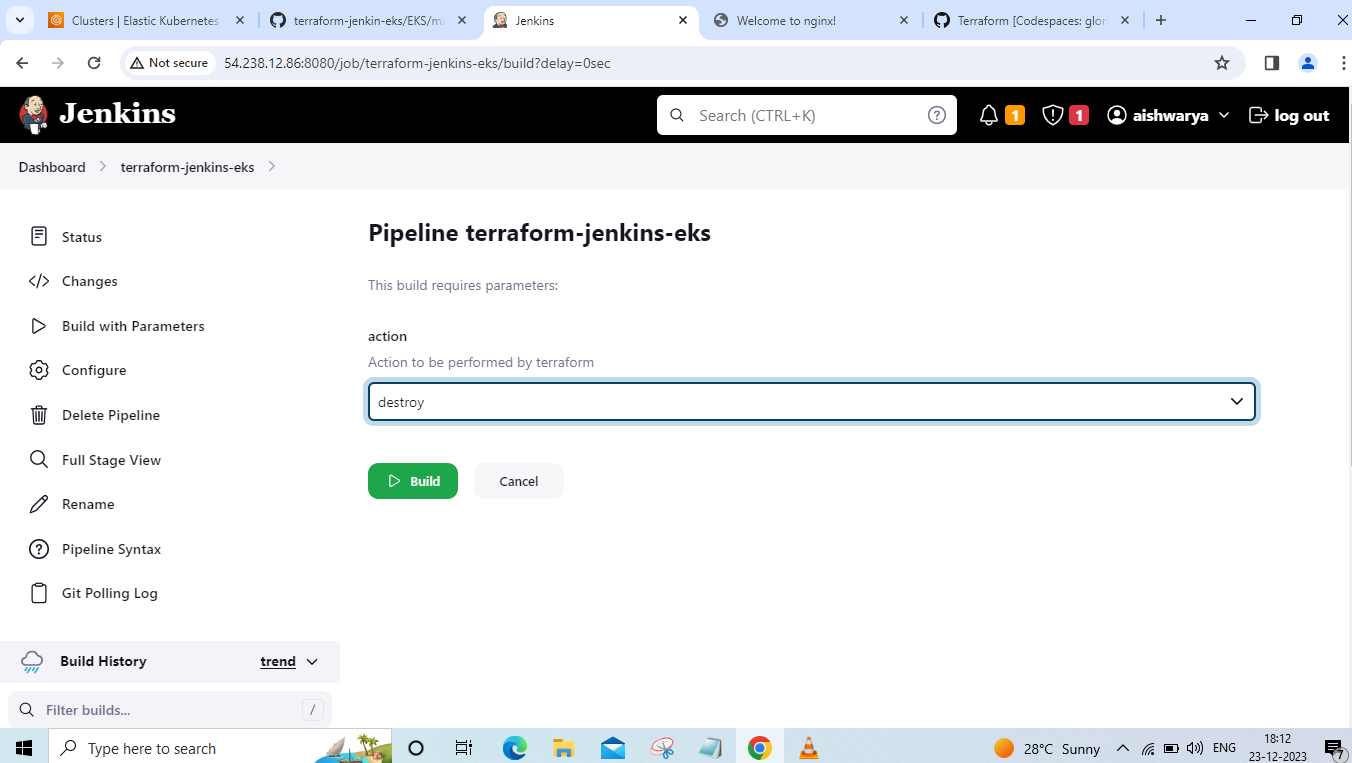 Clusters | Elastic Kubernetes
terraform-jenkin-eks/EKS/ma
Jenkins
Welcome to nginx!
Terraform [Codespaces: glor
Not secure
54.238.12.86:8080/job/terraform-jenkins-eks/build?delay=0sec
Jenkins
Search (CTRL+K)
?
1
1
aishwarya
log out
Dashboard
terraform-jenkins-eks
Status
Changes
Build with Parameters
Configure
Delete Pipeline
Full Stage View
Rename
Pipeline Syntax
Git Polling Log
Build History
trend
Filter builds...
/
Pipeline terraform-jenkins-eks
This build requires parameters:
action
Action to be performed by terraform
destroy
Build
Cancel
Type here to search
28°C Sunny
ENG
18:12
23-12-2023
7